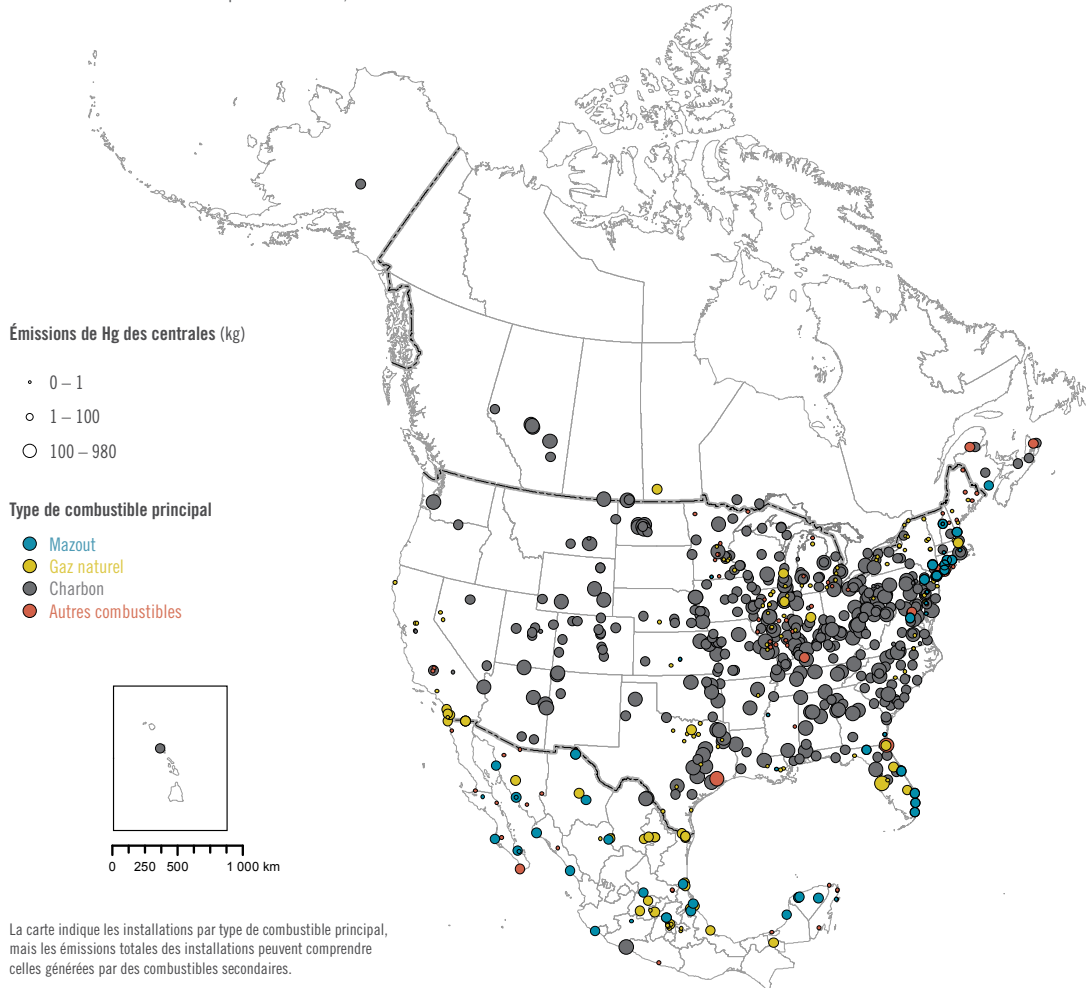 Émissions de Hg des centrales (kg)
0 – 1
1 – 100
100 – 980
Type de combustible principal
Mazout
Gaz naturel
Charbon
Autres combustibles
0 250 500 1 000 km
La carte indique les installations par type de combustible principal,
mais les émissions totales des installations peuvent comprendre
celles générées par des combustibles secondaires.